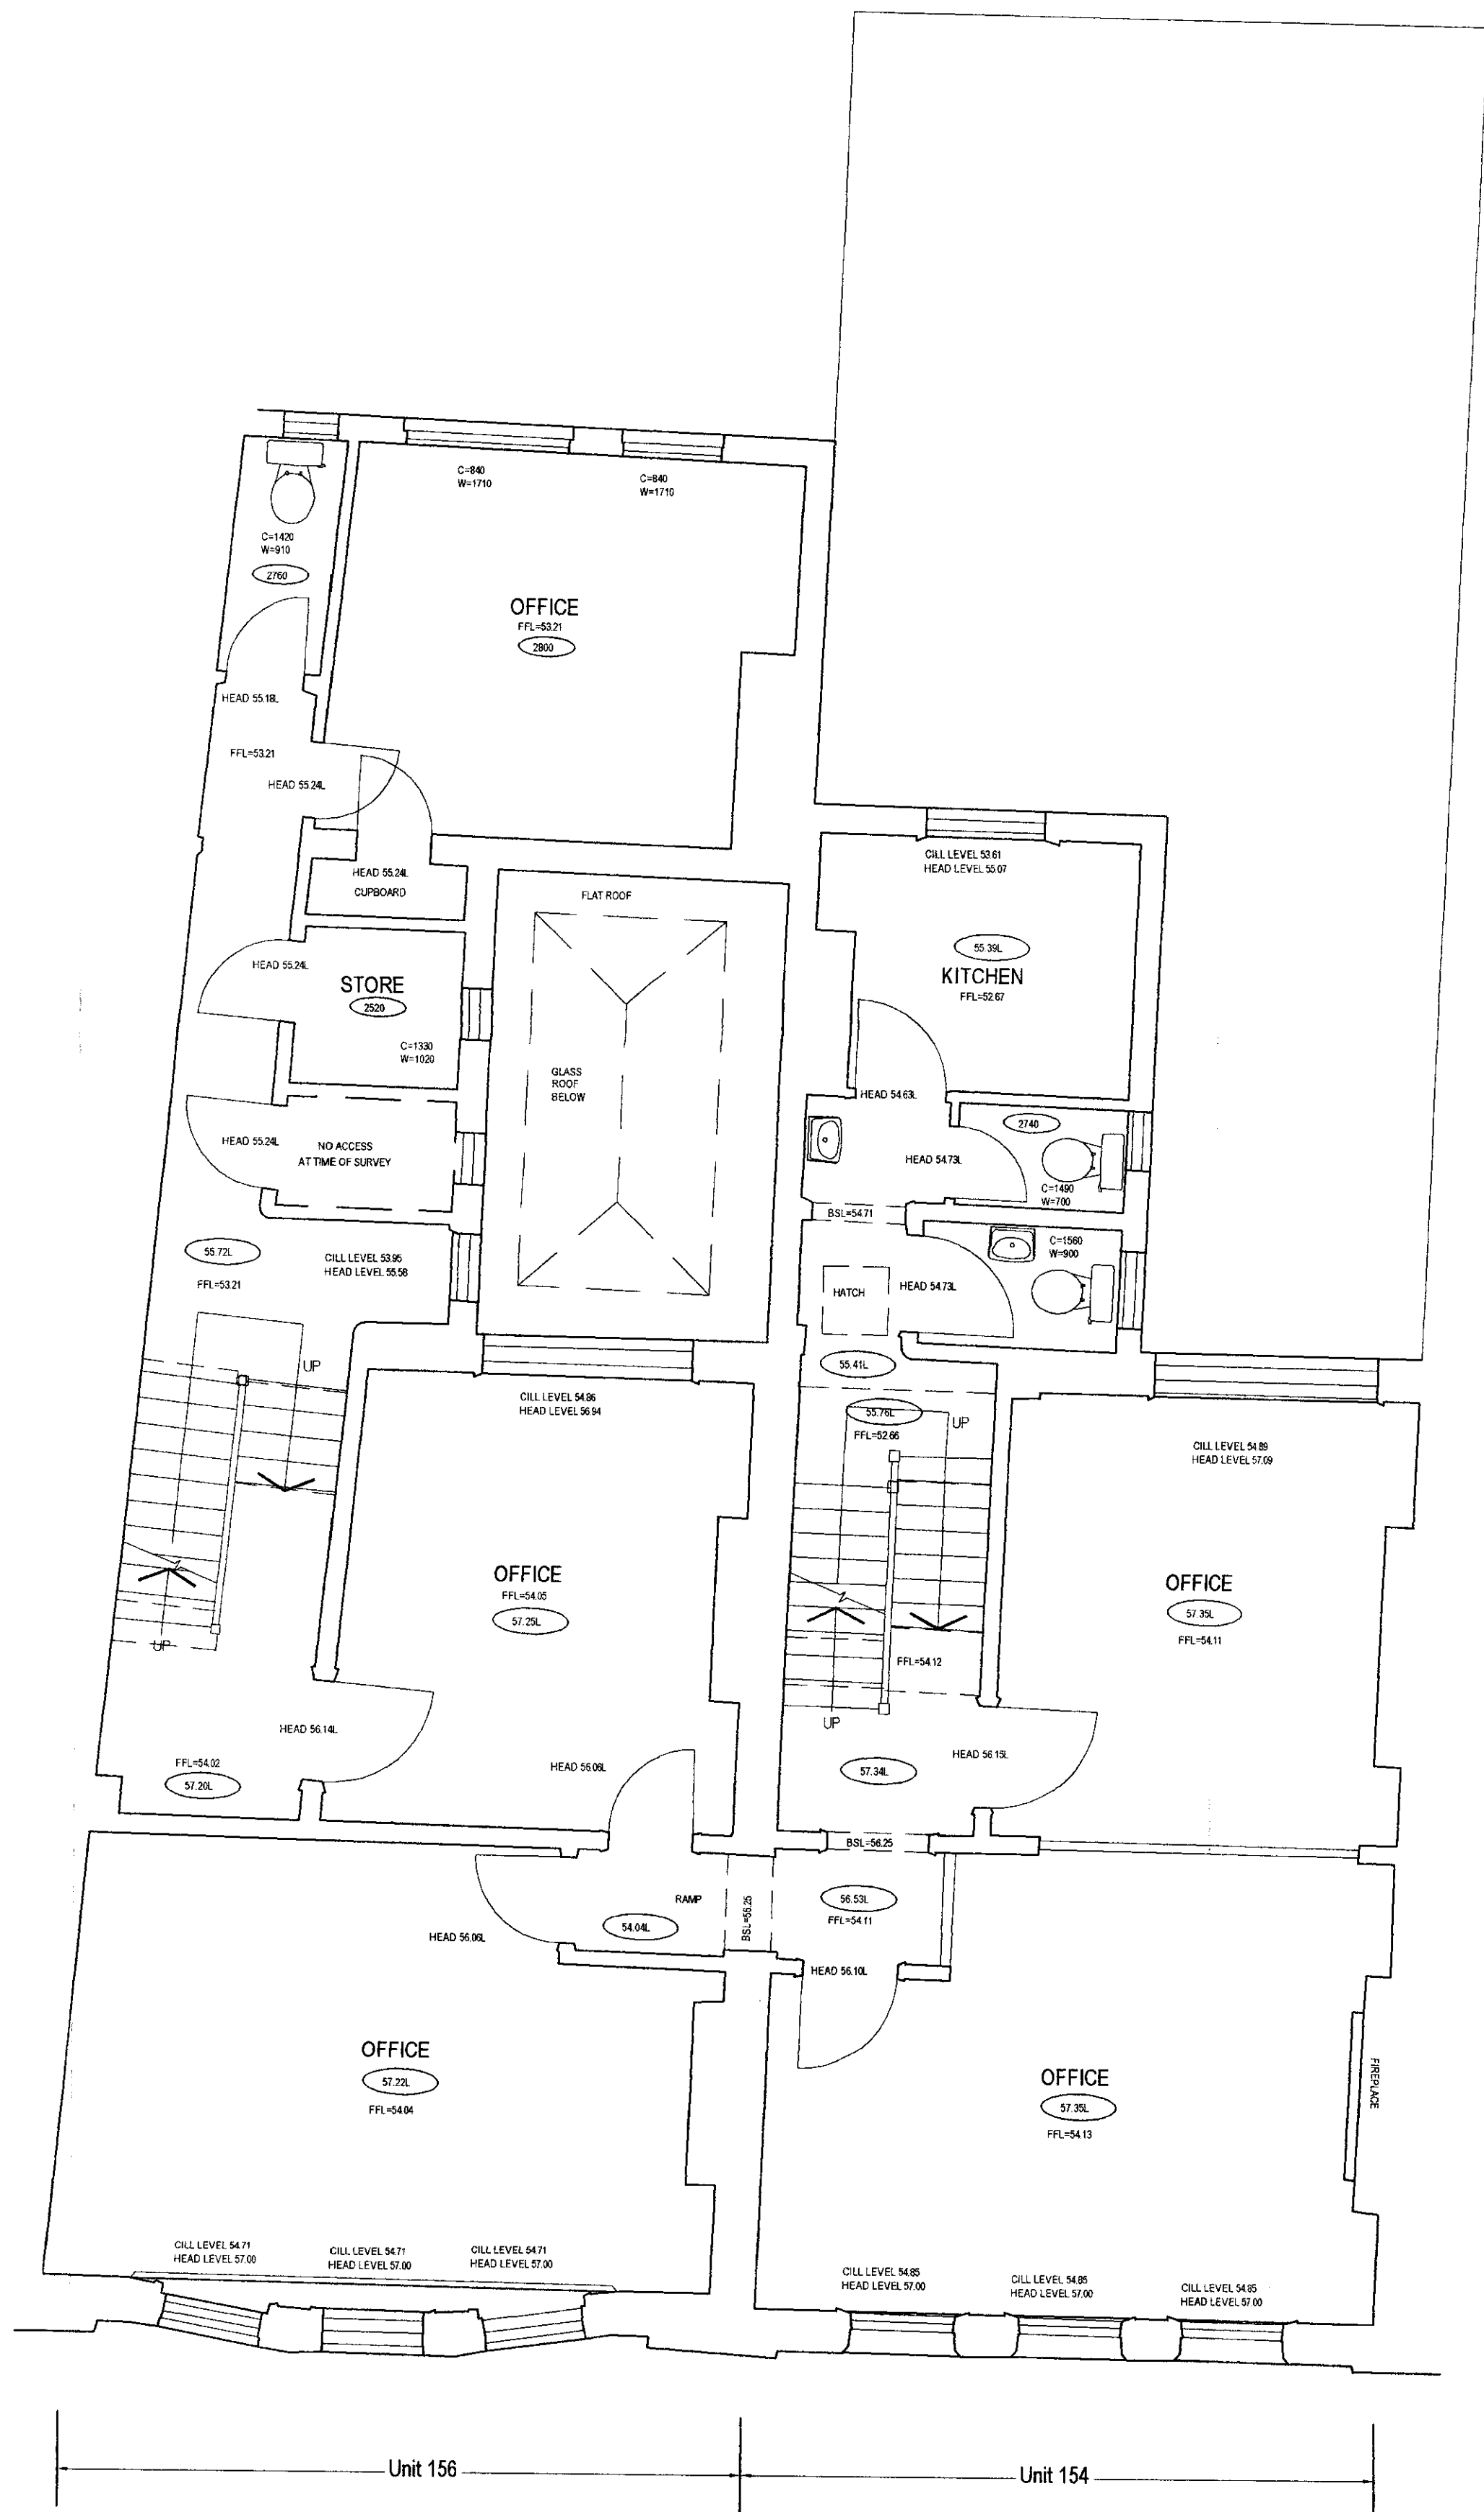 C=840
W=1710
C=840
W=1710
C=1420
W=910
2760
OFFICE
FFL=53.21
2800
HEAD 55.18L
FFL=53.21
HEAD 55.24L
HEAD 55.24L
CUPBOARD
FLAT ROOF
CILL LEVEL 53.61
HEAD LEVEL 55.07
HEAD 55.24L
STORE
2520
55.39L
KITCHEN
FFL=52.67
C=1330
W=1020
GLASS
ROOF
BELOW
HEAD 54.63L
2740
HEAD 55.24L
NO ACCESS
AT TIME OF SURVEY
HEAD 54.73L
C=1490
W=700
BSL=54.71
55.72L
CILL LEVEL 53.95
HEAD LEVEL 55.58
FFL=53.21
C=1560
W=900
HATCH
HEAD 54.73L
UP
55.41L
CILL LEVEL 54.86
HEAD LEVEL 56.94
55.76L
UP
FFL=52.66
CILL LEVEL 54.89
HEAD LEVEL 57.09
OFFICE
FFL=54.05
57.25L
OFFICE
57.35L
FFL=54.11
UP
FFL=54.12
UP
HEAD 56.14L
FFL=54.02
57.20L
HEAD 56.06L
57.34L
HEAD 56.15L
BSL=56.25
RAMP
54.04L
BSL=56.25
56.53L
FFL=54.11
HEAD 56.06L
HEAD 56.10L
OFFICE
57.22L
FFL=54.04
OFFICE
57.35L
FFL=54.13
FIREPLACE
CILL LEVEL 54.71
HEAD LEVEL 57.00
CILL LEVEL 54.71
HEAD LEVEL 57.00
CILL LEVEL 54.71
HEAD LEVEL 57.00
CILL LEVEL 54.85
HEAD LEVEL 57.00
CILL LEVEL 54.85
HEAD LEVEL 57.00
CILL LEVEL 54.85
HEAD LEVEL 57.00
Unit 156
Unit 154